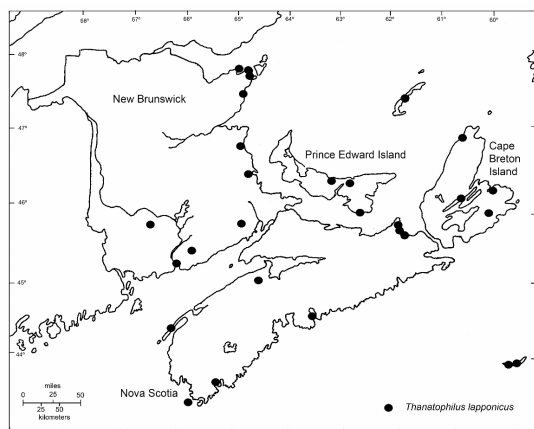 68° 67° 66° 65° 64° 63° 62° 61° 60°
48°
New Brunswick
47°
Prince Edward Island
Cape
Breton
Island
46°
45°
44°
miles
0 25 50
Nova Scotia
25 0 25 50
kilometers
Thanatophilus lapponicus